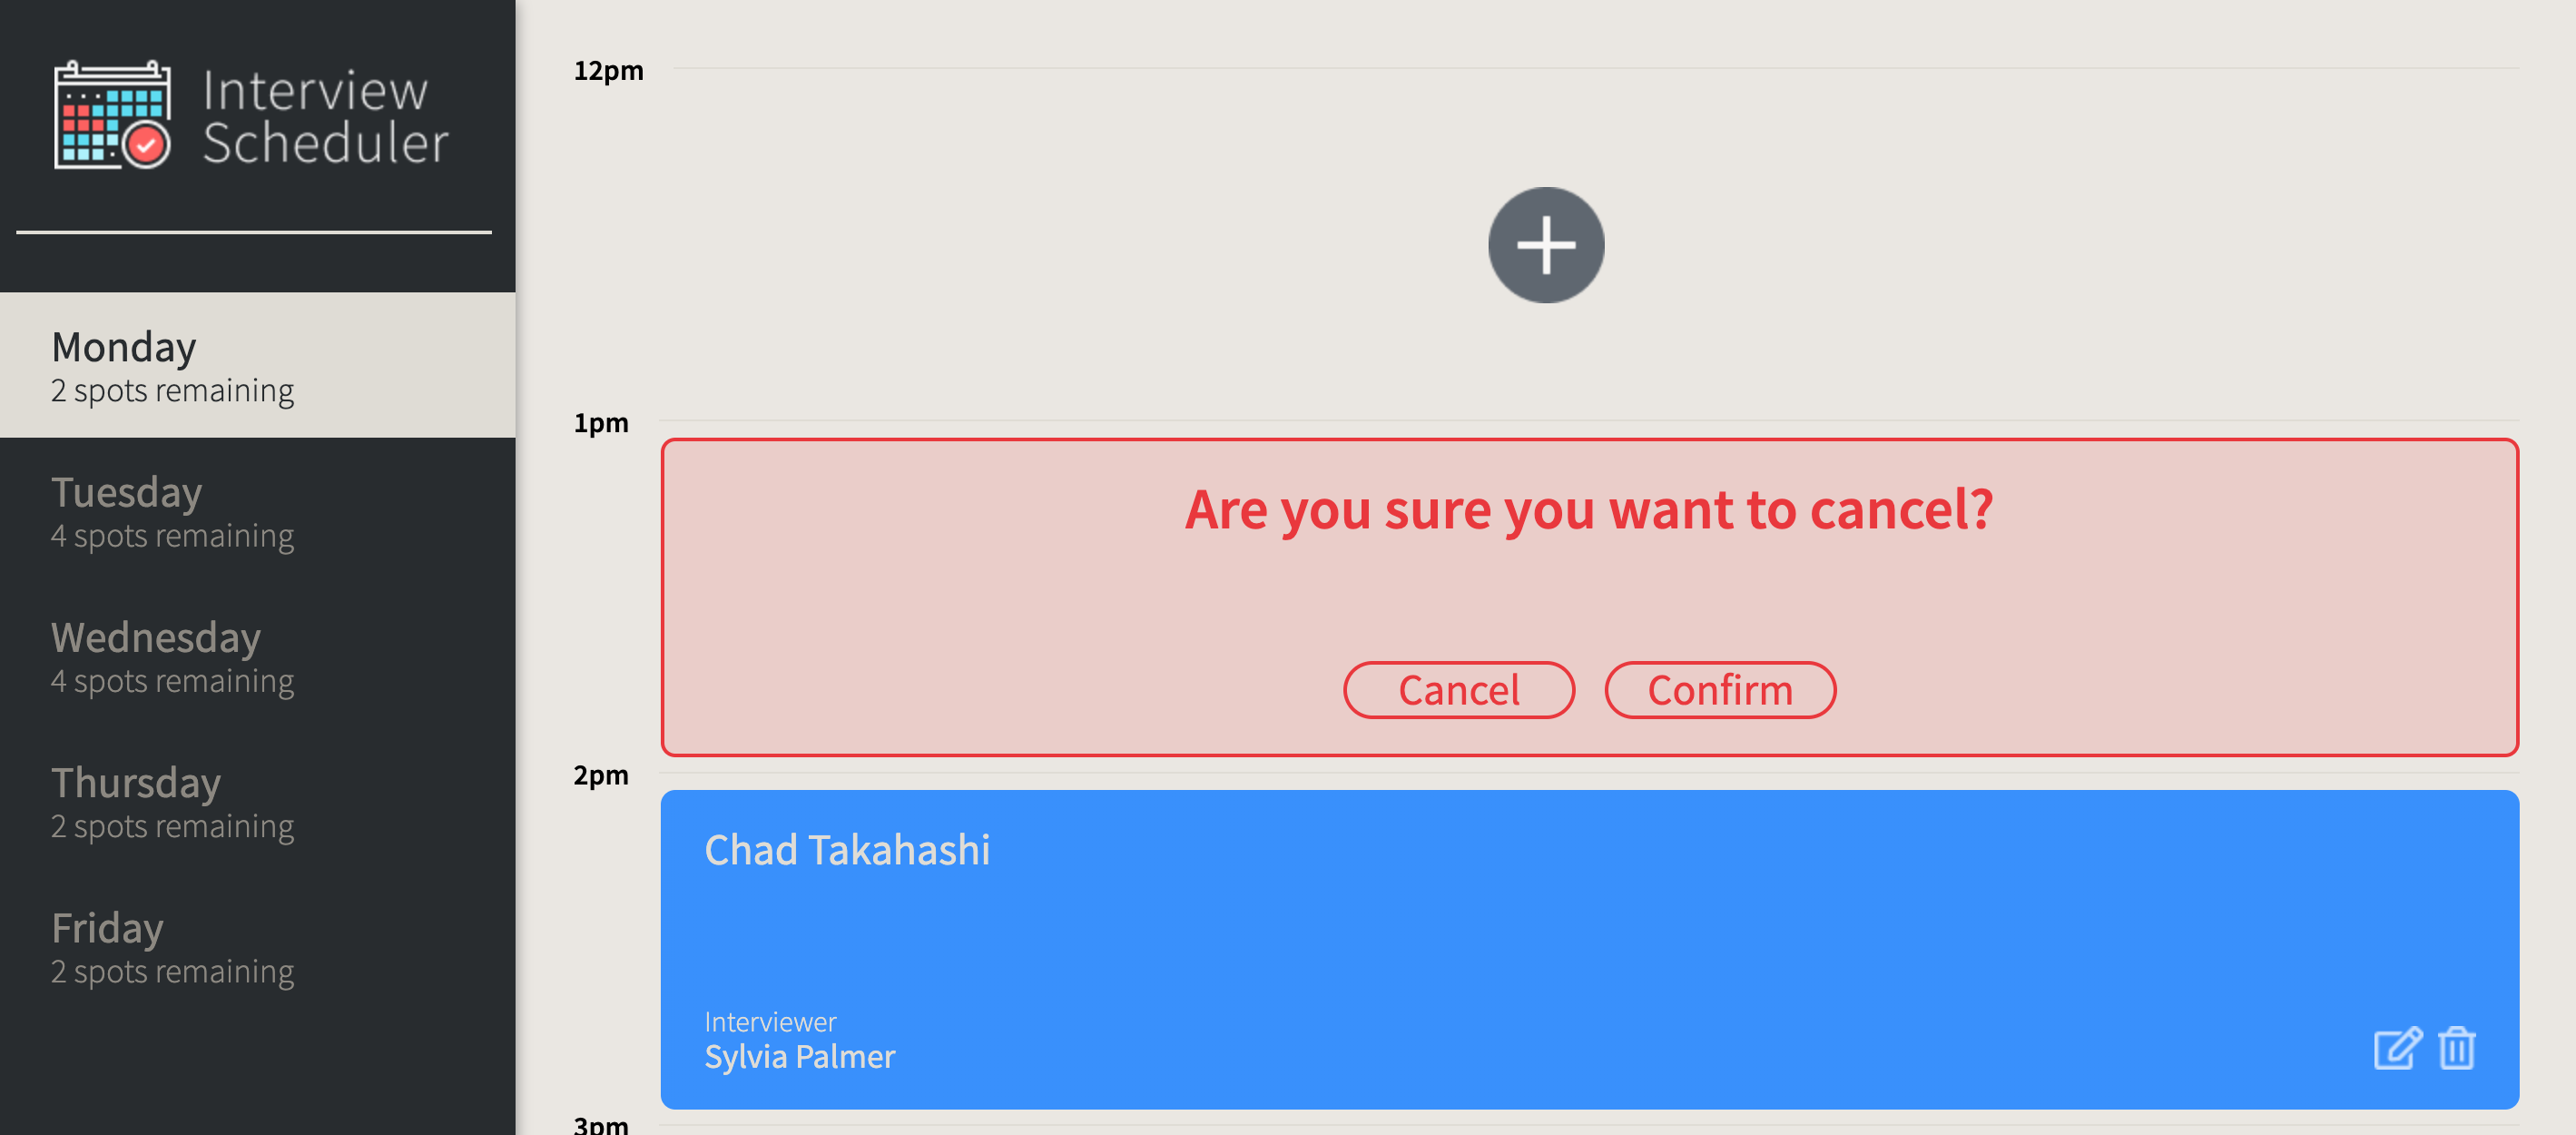 Interview
Scheduler
Monday
2 spots remaining
Tuesday
4 spots remaining
Wednesday
4 spots remaining
Thursday
2 spots remaining
Friday
2 spots remaining
12pm
1pm
Are you sure you want to cancel?
Cancel
Confirm
2pm
Chad Takahashi
Interviewer
Sylvia Palmer
3pm